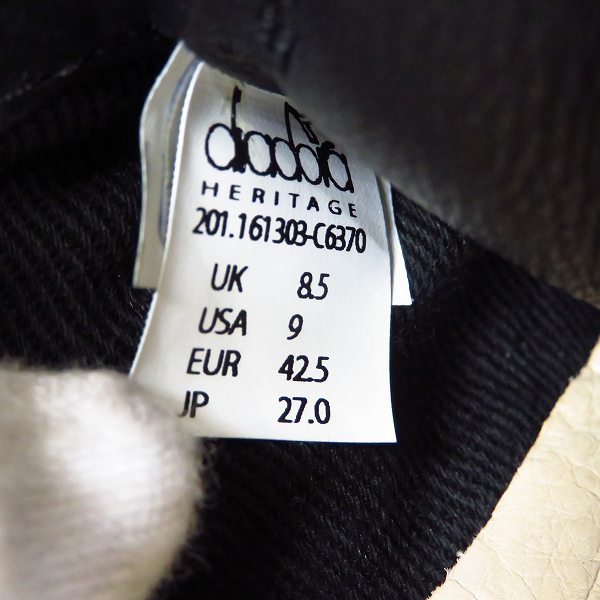 diadora
HERITAGE
201.161303-C6370
UK 8.5
USA 9
EUR 42.5
JP 27.0